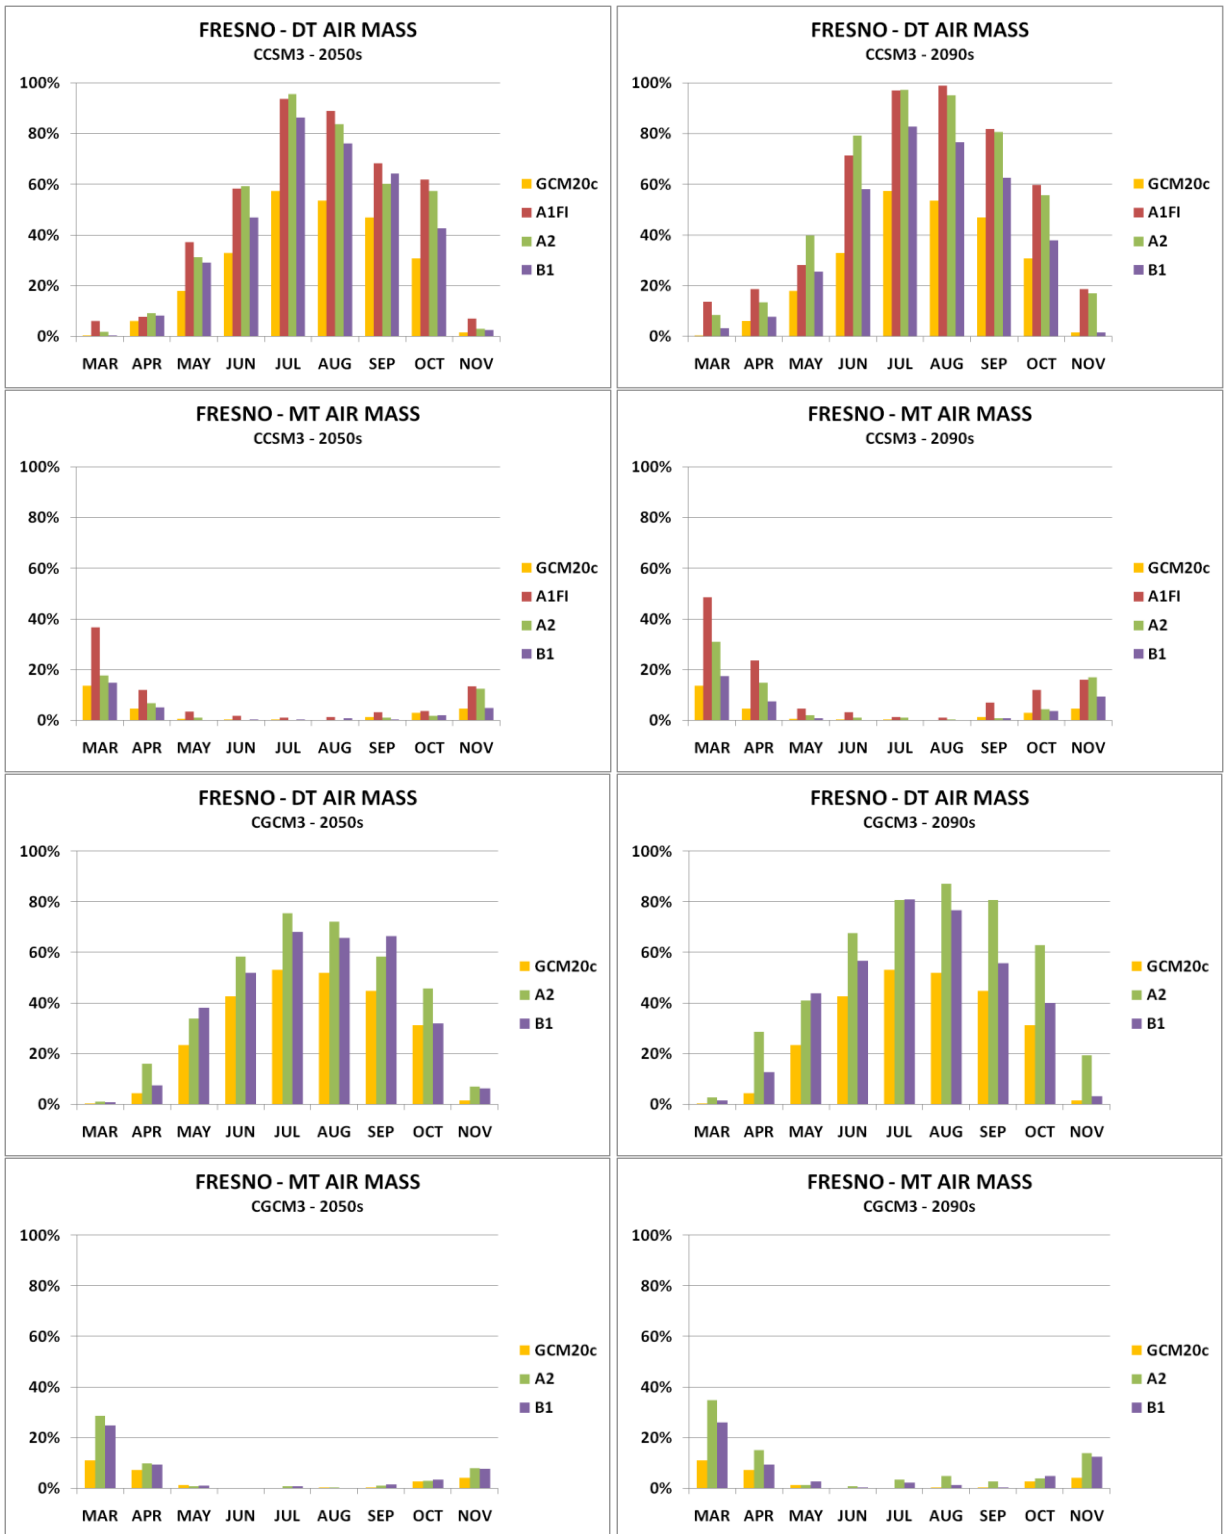 FRESNO - DT AIR MASS
CCSM3 - 2050s
100%
80%
60%
40%
20%
0%
MAR APR MAY JUN JUL AUG SEP OCT NOV
GCM20c
A1FI
A2
B1
FRESNO - DT AIR MASS
CCSM3 - 2090s
100%
80%
60%
40%
20%
0%
MAR APR MAY JUN JUL AUG SEP OCT NOV
GCM20c
A1FI
A2
B1
FRESNO - MT AIR MASS
CCSM3 - 2050s
100%
80%
60%
40%
20%
0%
MAR APR MAY JUN JUL AUG SEP OCT NOV
GCM20c
A1FI
A2
B1
FRESNO - MT AIR MASS
CCSM3 - 2090s
100%
80%
60%
40%
20%
0%
MAR APR MAY JUN JUL AUG SEP OCT NOV
GCM20c
A1FI
A2
B1
FRESNO - DT AIR MASS
CGCM3 - 2050s
100%
80%
60%
40%
20%
0%
MAR APR MAY JUN JUL AUG SEP OCT NOV
GCM20c
A2
B1
FRESNO - DT AIR MASS
CGCM3 - 2090s
100%
80%
60%
40%
20%
0%
MAR APR MAY JUN JUL AUG SEP OCT NOV
GCM20c
A2
B1
FRESNO - MT AIR MASS
CGCM3 - 2050s
100%
80%
60%
40%
20%
0%
MAR APR MAY JUN JUL AUG SEP OCT NOV
GCM20c
A2
B1
FRESNO - MT AIR MASS
CGCM3 - 2090s
100%
80%
60%
40%
20%
0%
MAR APR MAY JUN JUL AUG SEP OCT NOV
GCM20c
A2
B1